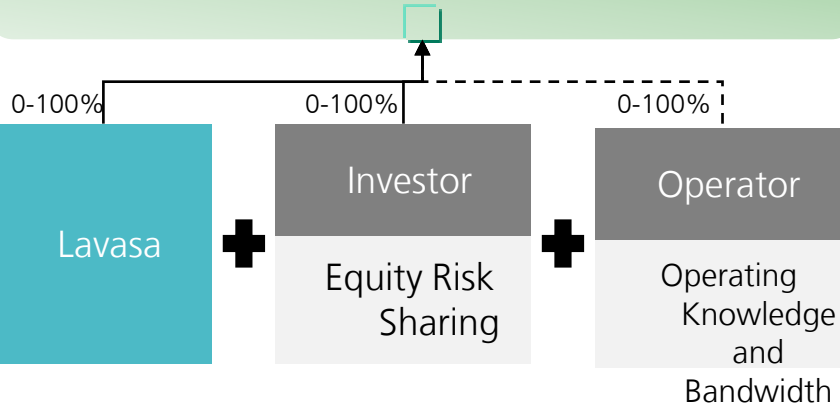 0-100%
0-100%
0-100%
Lavasa
Investor
Equity Risk
Sharing
Operator
Operating
Knowledge
and
Bandwidth